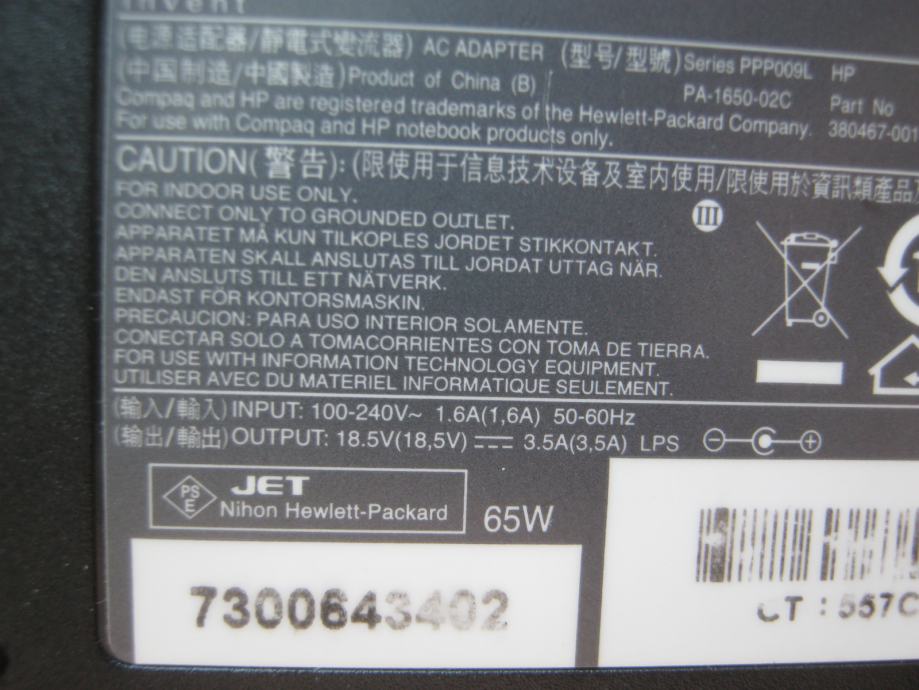 invent
(电源适配器/靜電式變流器) AC ADAPTER (型号/型號) Series PPP009L HP
(中国制造/中國製造) Product of China (B) PA-1650-02C Part No
Compaq and HP are registered trademarks of the Hewlett-Packard Company. 380467-001
For use with Compaq and HP notebook products only.
CAUTION(警告): (限使用于信息技术设备及室内使用/限使用於資訊類產品
FOR INDOOR USE ONLY.
CONNECT ONLY TO GROUNDED OUTLET. III
APPARATET MÅ KUN TILKOPLES JORDET STIKKONTAKT.
APPARATEN SKALL ANSLUTAS TILL JORDAT UTTAG NÄR.
DEN ANSLUTS TILL ETT NÄTVERK.
ENDAST FÖR KONTORSMASKIN.
PRECAUCION: PARA USO INTERIOR SOLAMENTE.
CONECTAR SOLO A TOMACORRIENTES CON TOMA DE TIERRA.
FOR USE WITH INFORMATION TECHNOLOGY EQUIPMENT.
UTILISER AVEC DU MATERIEL INFORMATIQUE SEULEMENT.
(输入/輸入) INPUT: 100-240V~ 1.6A(1,6A) 50-60Hz
(输出/輸出) OUTPUT: 18.5V(18,5V) ⎓ 3.5A(3,5A) LPS
PS E JET
Nihon Hewlett-Packard 65W
7300643402
CT : 557C